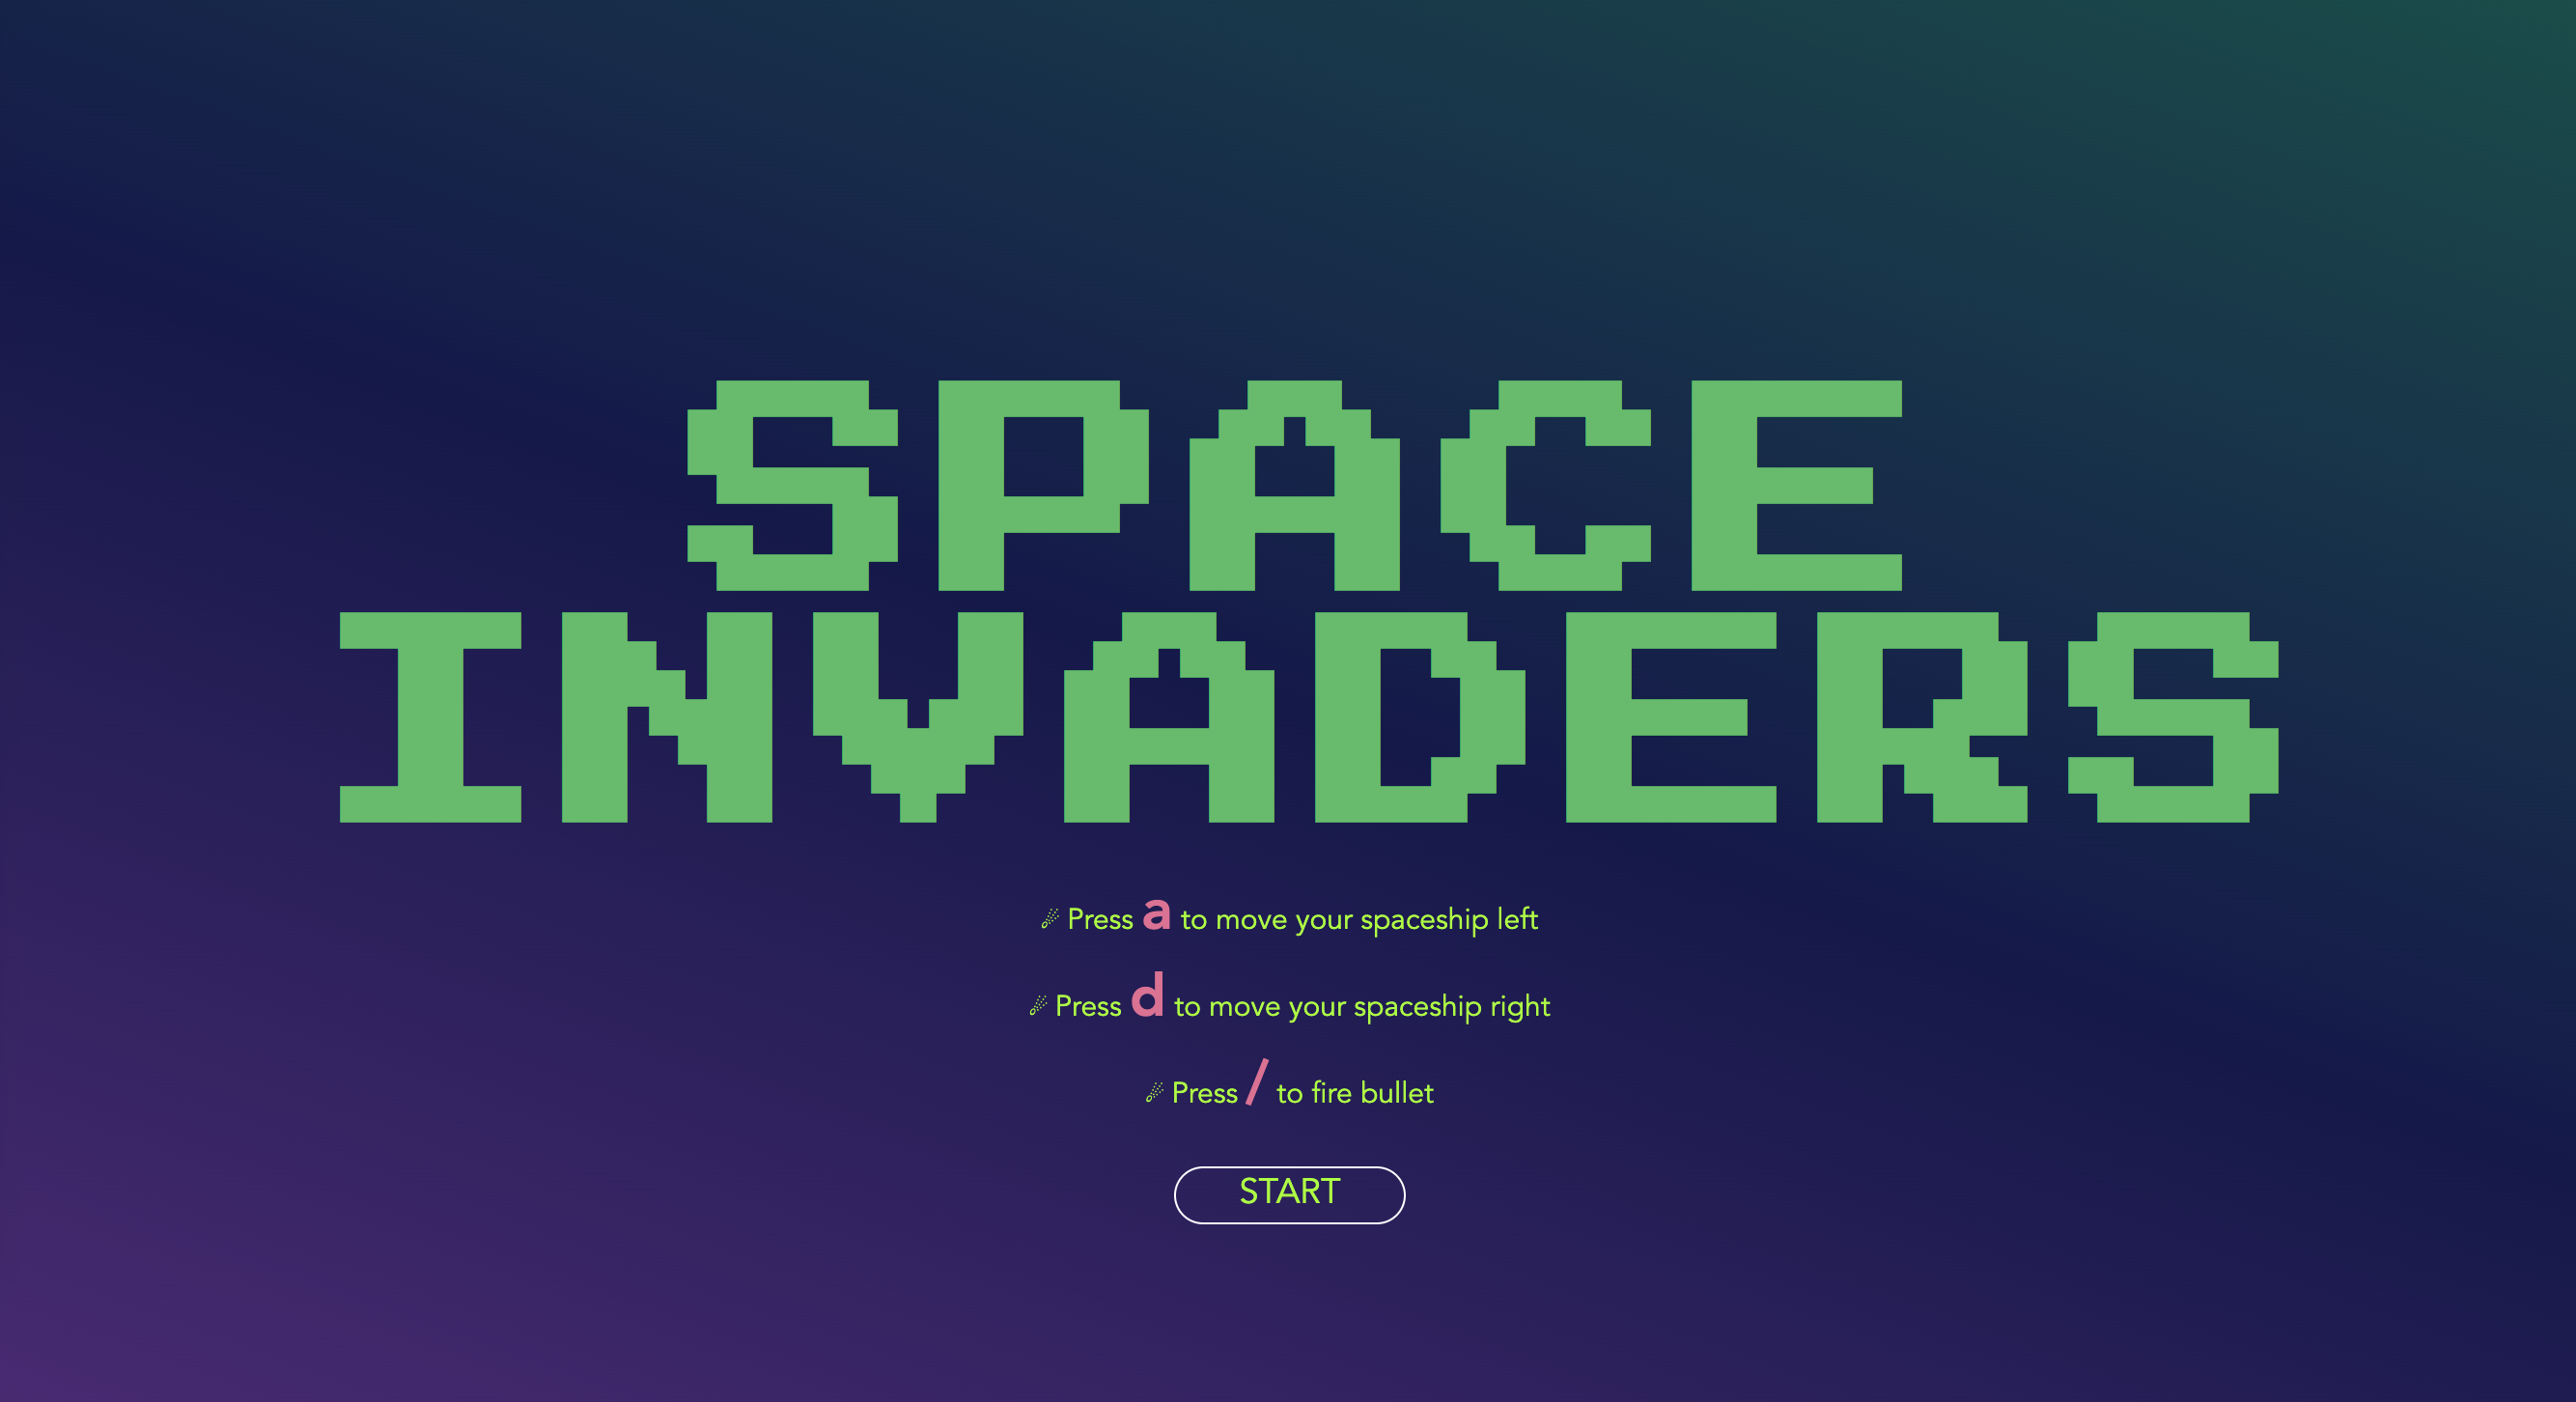 SPACE
INVADERS
☄ Press a to move your spaceship left
☄ Press d to move your spaceship right
☄ Press / to fire bullet
START